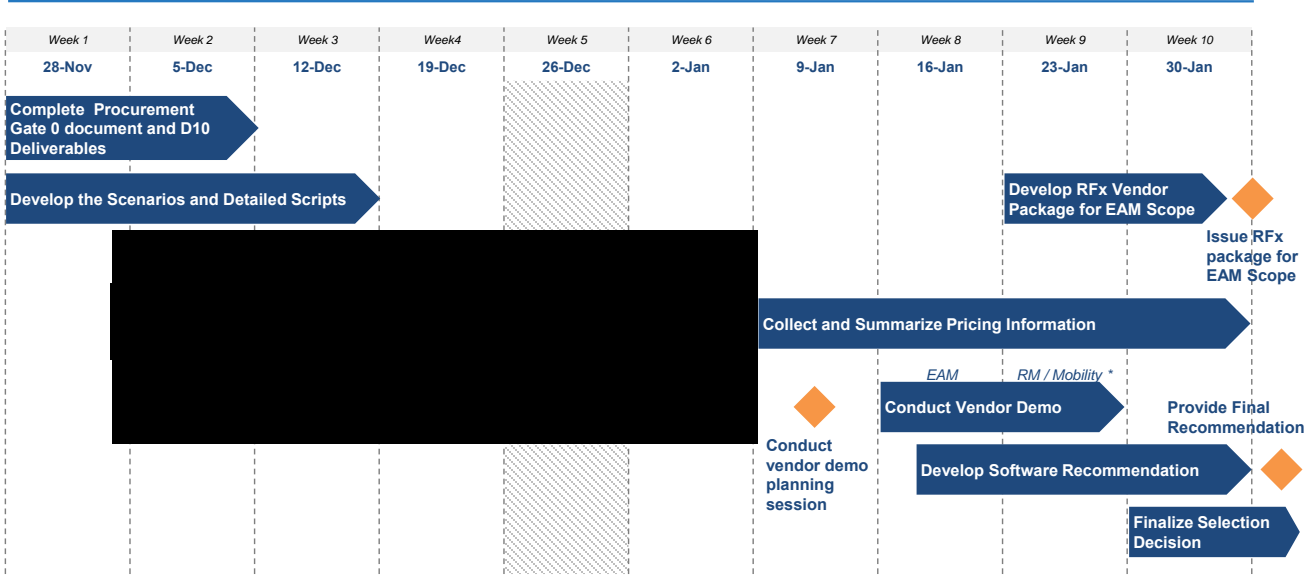 Week 1 Week 2 Week 3 Week4 Week 5 Week 6 Week 7 Week 8 Week 9 Week 10
28-Nov 5-Dec 12-Dec 19-Dec 26-Dec 2-Jan 9-Jan 16-Jan 23-Jan 30-Jan
Complete Procurement
Gate 0 document and D10
Deliverables
Develop the Scenarios and Detailed Scripts
Develop RFx Vendor
Package for EAM Scope
Issue RFx
package for
EAM Scope
Collect and Summarize Pricing Information
EAM RM / Mobility *
Conduct Vendor Demo
Provide Final
Recommendation
Conduct
vendor demo
planning
session
Develop Software Recommendation
Finalize Selection
Decision